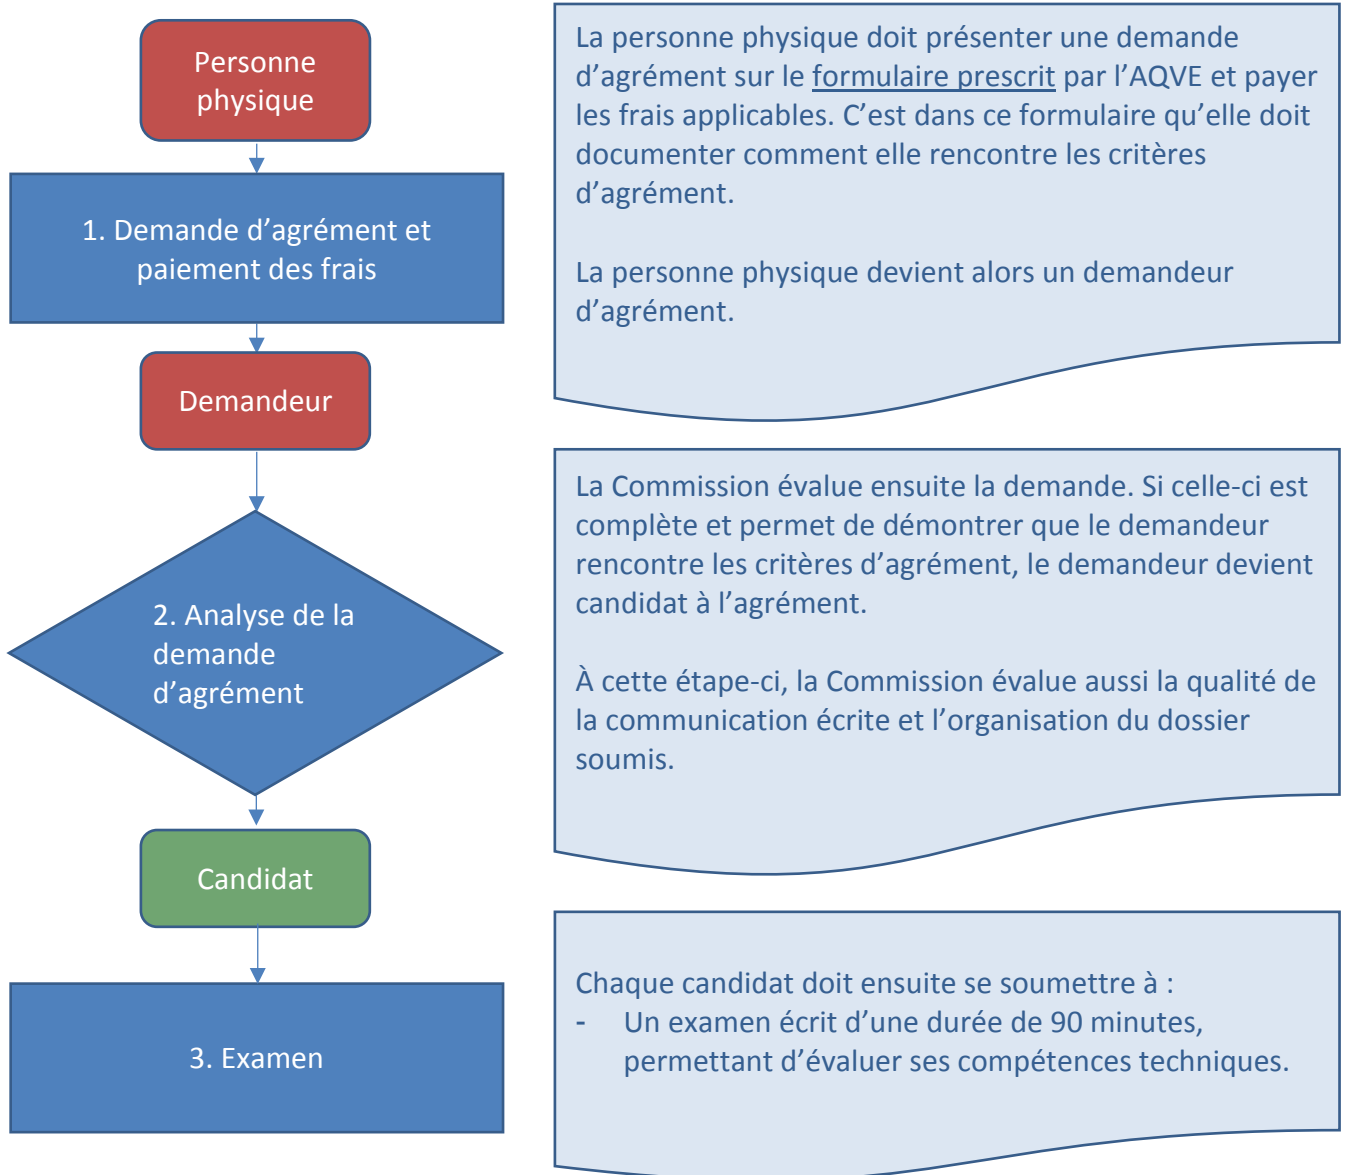 Personne
physique
La personne physique doit présenter une demande
d’agrément sur le formulaire prescrit par l’AQVE et payer
les frais applicables. C’est dans ce formulaire qu’elle doit
documenter comment elle rencontre les critères
d’agrément.
La personne physique devient alors un demandeur
d’agrément.
1. Demande d’agrément et
paiement des frais
Demandeur
La Commission évalue ensuite la demande. Si celle-ci est
complète et permet de démontrer que le demandeur
rencontre les critères d’agrément, le demandeur devient
candidat à l’agrément.
À cette étape-ci, la Commission évalue aussi la qualité de
la communication écrite et l’organisation du dossier
soumis.
2. Analyse de la
demande
d’agrément
Candidat
Chaque candidat doit ensuite se soumettre à :
- Un examen écrit d’une durée de 90 minutes,
permettant d’évaluer ses compétences techniques.
3. Examen